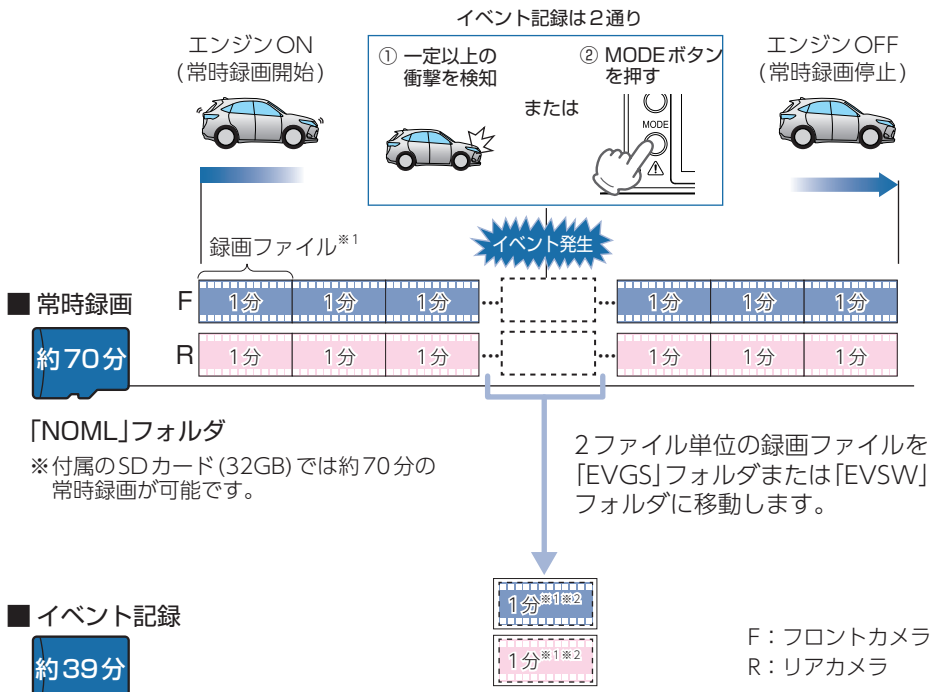 イベント記録は2通り
エンジンON
(常時録画開始)
① 一定以上の
衝撃を検知
または
② MODEボタン
を押す
MODE
エンジンOFF
(常時録画停止)
イベント発生
録画ファイル※1
■ 常時録画
約70分
F 1分 1分 1分 … … 1分 1分 1分
R 1分 1分 1分 … … 1分 1分 1分
「NOML」フォルダ
※付属のSDカード(32GB)では約70分の
常時録画が可能です。
2ファイル単位の録画ファイルを
「EVGS」フォルダまたは「EVSW」
フォルダに移動します。
■ イベント記録
約39分
1分※1※2
1分※1※2
F：フロントカメラ
R：リアカメラ